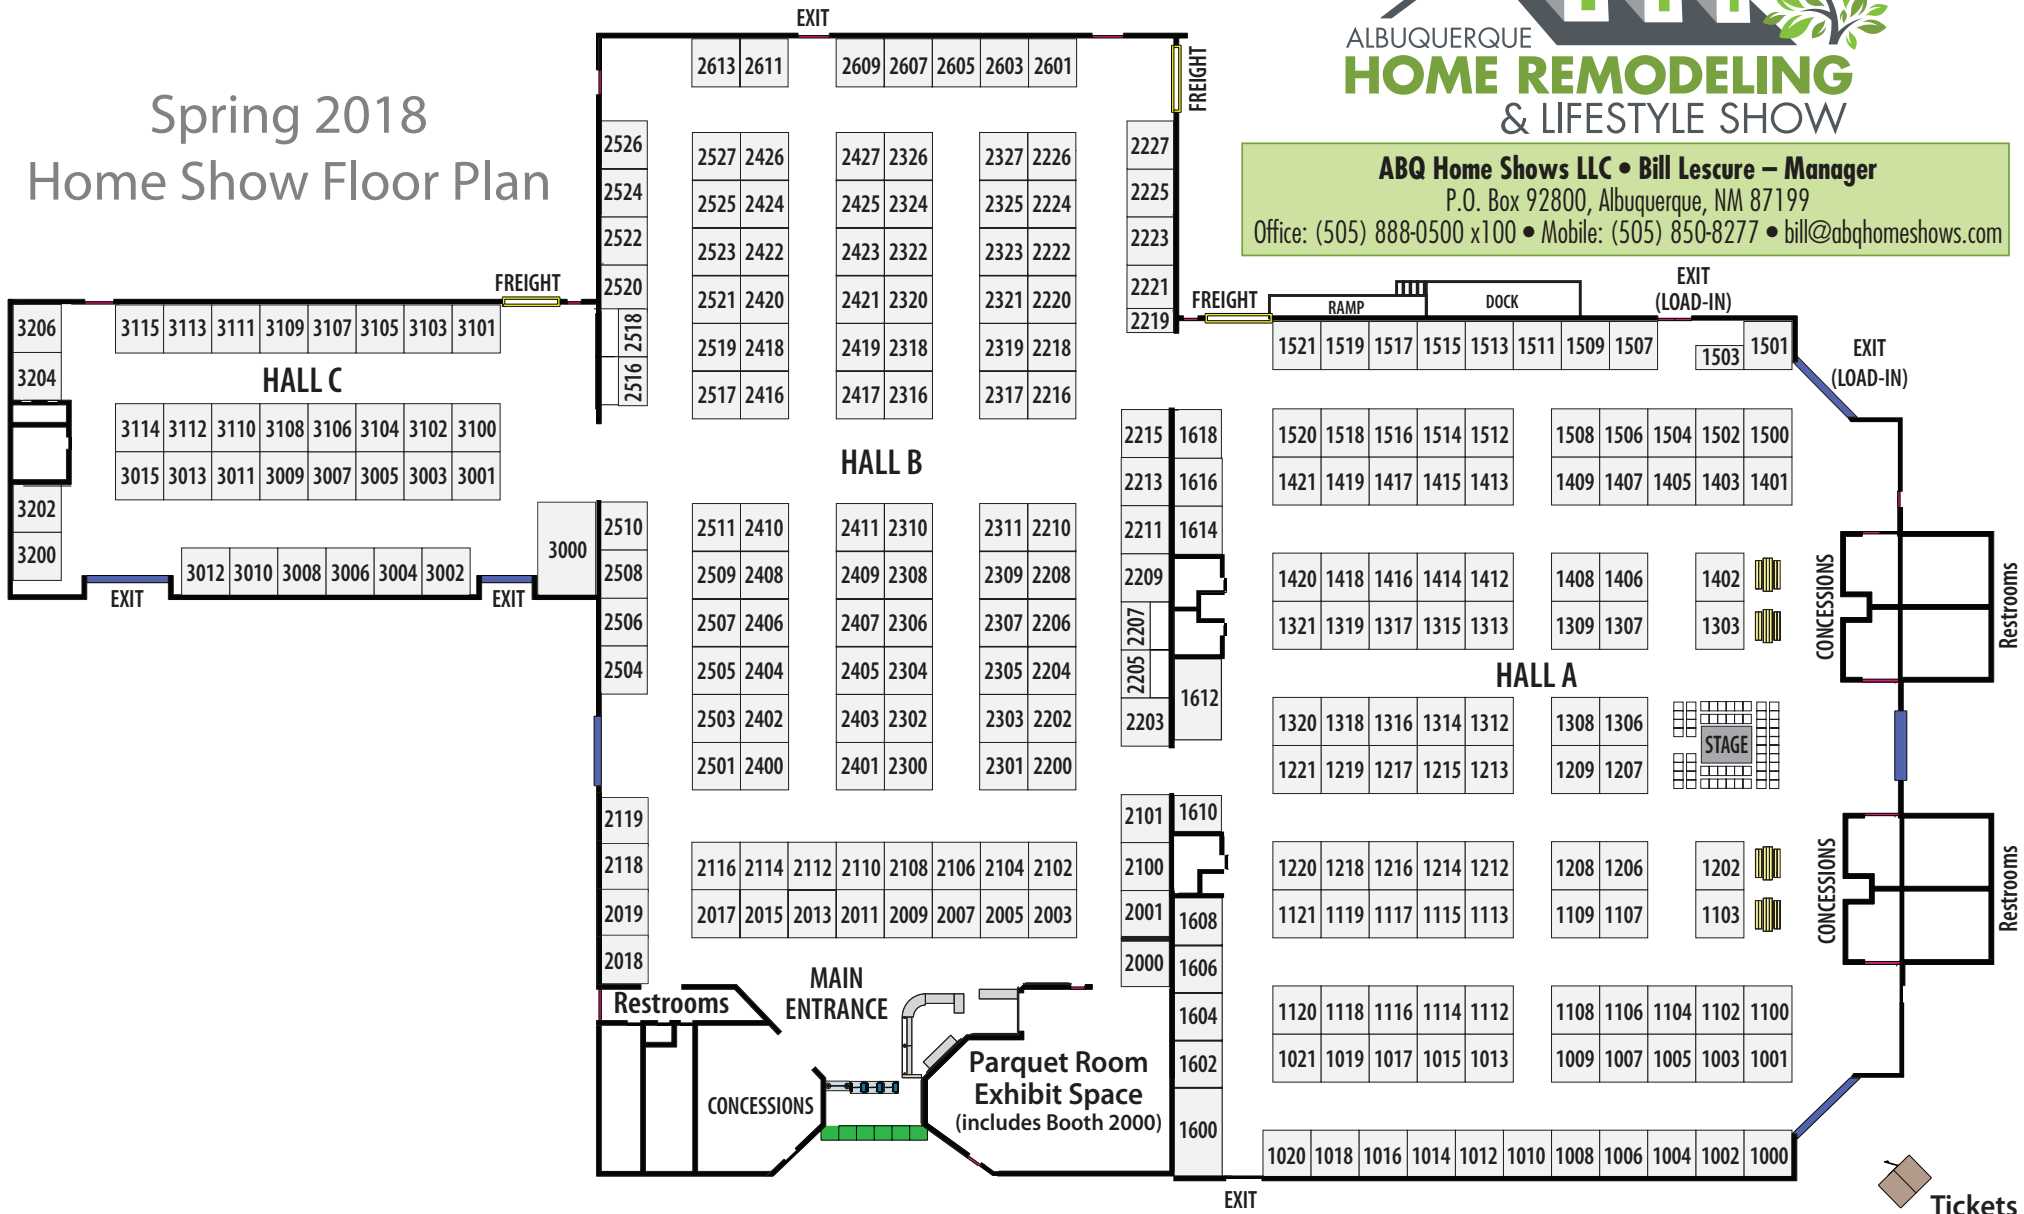 Spring 2018
Home Show Floor Plan
ALBUQUERQUE
HOME REMODELING
& LIFESTYLE SHOW
ABQ Home Shows LLC • Bill Lescure – Manager
P.O. Box 92800, Albuquerque, NM 87199
Office: (505) 888-0500 x100 • Mobile: (505) 850-8277 • bill@abqhomeshows.com
FREIGHT
3206
3204
3115 3113 3111 3109 3107 3105 3103 3101
HALL C
3114 3112 3110 3108 3106 3104 3102 3100
3015 3013 3011 3009 3007 3005 3003 3001
3202
3200
3012 3010 3008 3006 3004 3002
3000
EXIT
EXIT
EXIT
2613 2611 2609 2607 2605 2603 2601
FREIGHT
2526
2524
2522
2520
2518
2516
2527 2426 2427 2326 2327 2226
2525 2424 2425 2324 2325 2224
2523 2422 2423 2322 2323 2222
2521 2420 2421 2320 2321 2220
2519 2418 2419 2318 2319 2218
2517 2416 2417 2316 2317 2216
2227
2225
2223
2221
2219
HALL B
2510
2508
2506
2504
2511 2410 2411 2310 2311 2210
2509 2408 2409 2308 2309 2208
2507 2406 2407 2306 2307 2206
2505 2404 2405 2304 2305 2204
2503 2402 2403 2302 2303 2202
2501 2400 2401 2300 2301 2200
2215
2213
2211
2209
2207
2205
2203
2119
2118
2019
2018
2116 2114 2112 2110 2108 2106 2104 2102
2017 2015 2013 2011 2009 2007 2005 2003
2101
2100
2001
2000
Restrooms
MAIN
ENTRANCE
CONCESSIONS
Parquet Room
Exhibit Space
(includes Booth 2000)
FREIGHT
RAMP
DOCK
EXIT
(LOAD-IN)
EXIT
(LOAD-IN)
1521 1519 1517 1515 1513 1511 1509 1507 1503 1501
1618
1616
1614
1612
1610
1608
1606
1604
1602
1600
1520 1518 1516 1514 1512 1508 1506 1504 1502 1500
1421 1419 1417 1415 1413 1409 1407 1405 1403 1401
1420 1418 1416 1414 1412 1408 1406 1402
1321 1319 1317 1315 1313 1309 1307 1303
CONCESSIONS
Restrooms
HALL A
1320 1318 1316 1314 1312 1308 1306
1221 1219 1217 1215 1213 1209 1207
STAGE
1220 1218 1216 1214 1212 1208 1206 1202
1121 1119 1117 1115 1113 1109 1107 1103
CONCESSIONS
Restrooms
1120 1118 1116 1114 1112 1108 1106 1104 1102 1100
1021 1019 1017 1015 1013 1009 1007 1005 1003 1001
1020 1018 1016 1014 1012 1010 1008 1006 1004 1002 1000
EXIT
Tickets